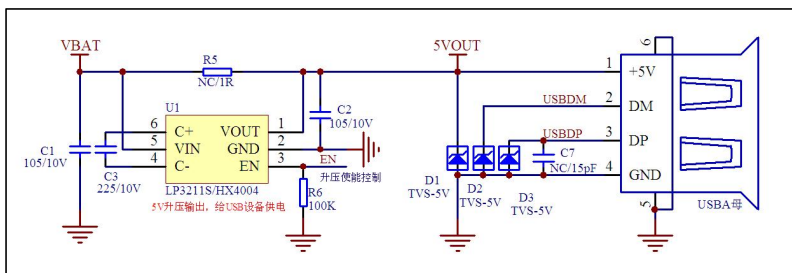 VBAT
R5
NC/1R
5VOUT
6
U1
1
+5V
C2
105/10V
USBDM
2
DM
6
C+
VOUT
1
C1
105/10V
5
VIN
GND
2
USBDP
3
DP
4
C-
EN
3
EN
C3
225/10V
升压使能控制
C7
NC/15pF
LP3211S/HX4004
R6
100K
D1
TVS-5V
D2
TVS-5V
D3
TVS-5V
4
GND
5V升压输出，给USB设备供电
5
USBA母